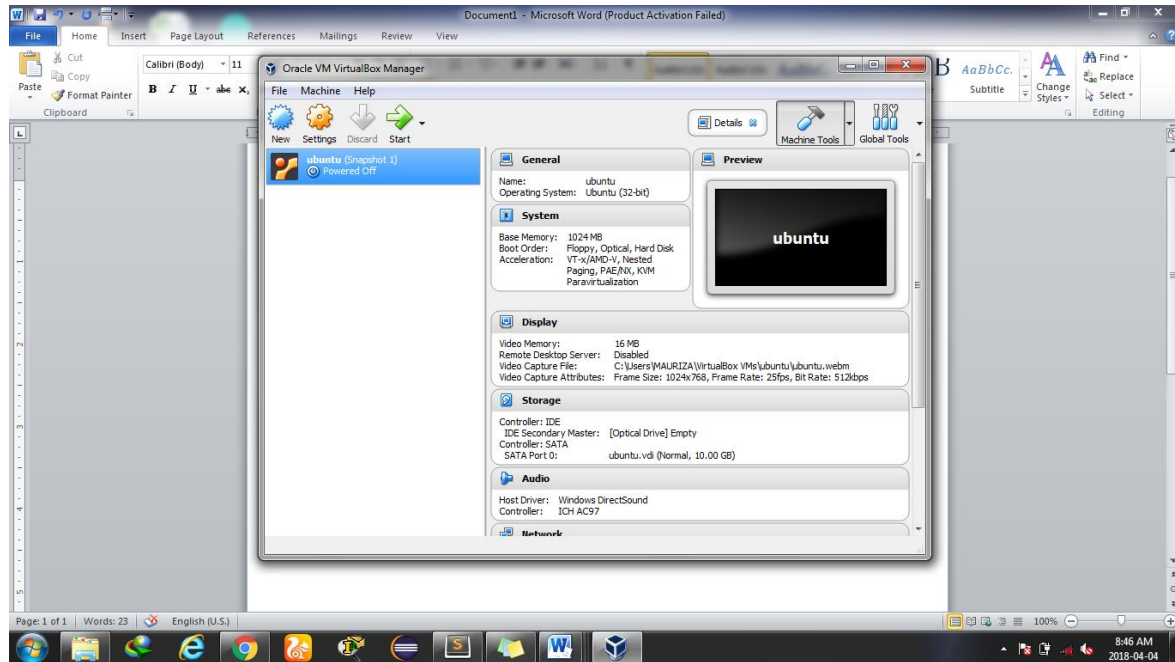 Document1 - Microsoft Word (Product Activation Failed)
File Home Insert Page Layout References Mailings Review View
Paste
Cut
Copy
Format Painter
Clipboard
Calibri (Body) 11
B I U abc X,
AaBbCc.
Subtitle
Change Styles
Find
Replace
Select
Editing
Oracle VM VirtualBox Manager
File Machine Help
New Settings Discard Start
Details
Machine Tools
Global Tools
ubuntu (Snapshot 1)
Powered Off
General
Name: ubuntu
Operating System: Ubuntu (32-bit)
System
Base Memory: 1024 MB
Boot Order: Floppy, Optical, Hard Disk
Acceleration: VT-x/AMD-V, Nested
Paging, PAE/NX, KVM
Paravirtualization
Preview
ubuntu
Display
Video Memory: 16 MB
Remote Desktop Server: Disabled
Video Capture File: C:\Users\MAURIZA\VirtualBox VMs\ubuntu\ubuntu.webm
Video Capture Attributes: Frame Size: 1024x768, Frame Rate: 25fps, Bit Rate: 512kbps
Storage
Controller: IDE
IDE Secondary Master: [Optical Drive] Empty
Controller: SATA
SATA Port 0: ubuntu.vdi (Normal, 10.00 GB)
Audio
Host Driver: Windows DirectSound
Controller: ICH AC97
Network
Page: 1 of 1 Words: 23 English (U.S.) 100%
8:46 AM
2018-04-04